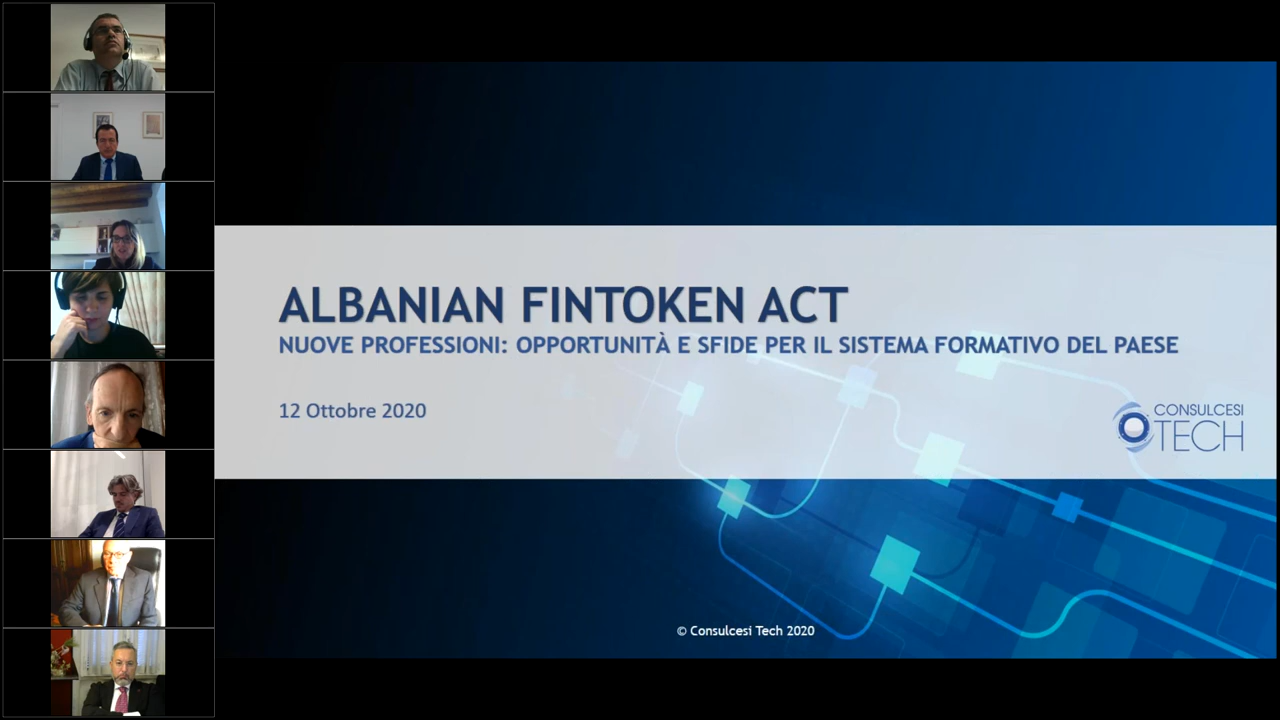 ALBANIAN FINTOKEN ACT
NUOVE PROFESSIONI: OPPORTUNITÀ E SFIDE PER IL SISTEMA FORMATIVO DEL PAESE
12 Ottobre 2020
CONSULCESI
TECH
© Consulcesi Tech 2020